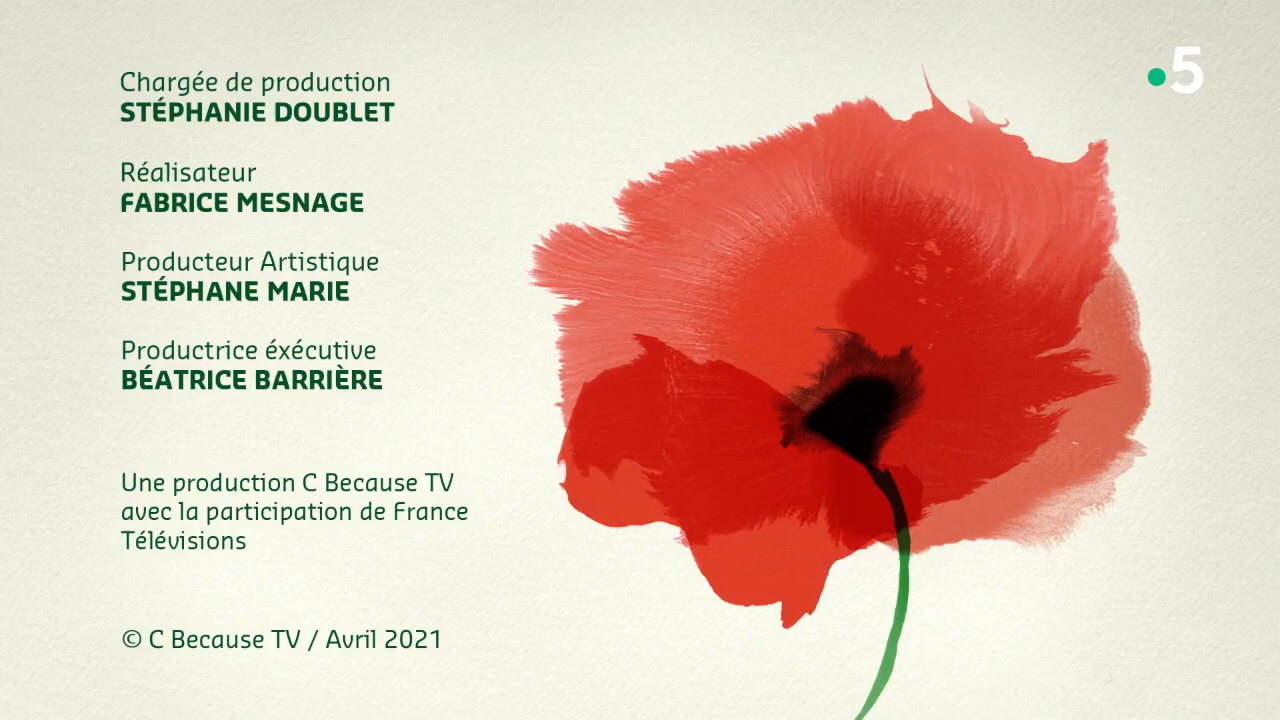 Chargée de production
STÉPHANIE DOUBLET
Réalisateur
FABRICE MESNAGE
Producteur Artistique
STÉPHANE MARIE
Productrice éxécutive
BÉATRICE BARRIÈRE
Une production C Because TV
avec la participation de France
Télévisions
© C Because TV / Avril 2021
5